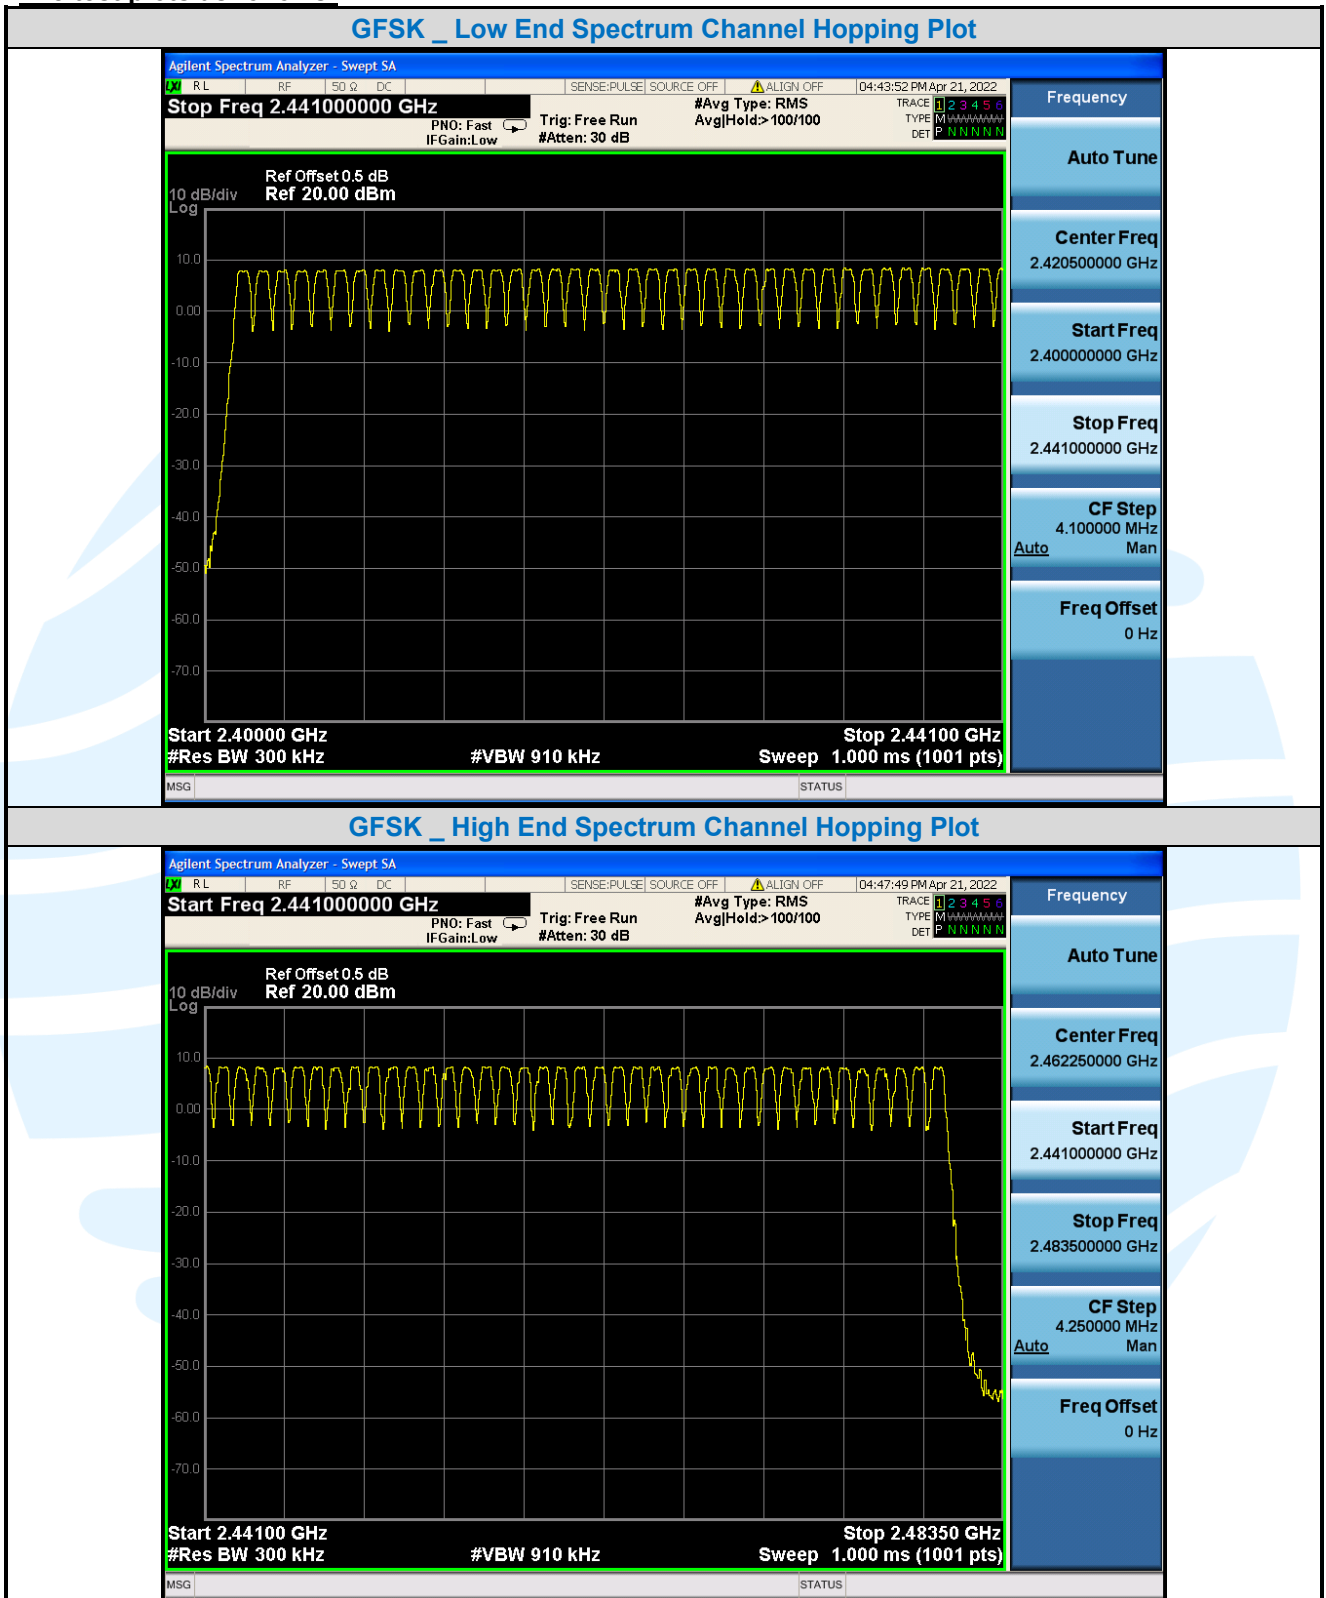 GFSK _ Low End Spectrum Channel Hopping Plot
Agilent Spectrum Analyzer - Swept SA
LXI RL RF 50 Ω DC SENSE:PULSE SOURCE OFF ALIGN OFF 04:43:52 PM Apr 21, 2022
Stop Freq 2.441000000 GHz
PNO: Fast
IFGain:Low
Trig: Free Run
#Atten: 30 dB
#Avg Type: RMS
Avg|Hold:>100/100
TRACE 1 2 3 4 5 6
TYPE M
DET P N N N N N
Ref Offset 0.5 dB
10 dB/div Ref 20.00 dBm
Log
10.0
0.00
-10.0
-20.0
-30.0
-40.0
-50.0
-60.0
-70.0
Start 2.40000 GHz Stop 2.44100 GHz
#Res BW 300 kHz #VBW 910 kHz Sweep 1.000 ms (1001 pts)
MSG STATUS
Frequency
Auto Tune
Center Freq
2.420500000 GHz
Start Freq
2.400000000 GHz
Stop Freq
2.441000000 GHz
CF Step
4.100000 MHz
Auto Man
Freq Offset
0 Hz
GFSK _ High End Spectrum Channel Hopping Plot
Agilent Spectrum Analyzer - Swept SA
LXI RL RF 50 Ω DC SENSE:PULSE SOURCE OFF ALIGN OFF 04:47:49 PM Apr 21, 2022
Start Freq 2.441000000 GHz
PNO: Fast
IFGain:Low
Trig: Free Run
#Atten: 30 dB
#Avg Type: RMS
Avg|Hold:>100/100
TRACE 1 2 3 4 5 6
TYPE M
DET P N N N N N
Ref Offset 0.5 dB
10 dB/div Ref 20.00 dBm
Log
10.0
0.00
-10.0
-20.0
-30.0
-40.0
-50.0
-60.0
-70.0
Start 2.44100 GHz Stop 2.48350 GHz
#Res BW 300 kHz #VBW 910 kHz Sweep 1.000 ms (1001 pts)
MSG STATUS
Frequency
Auto Tune
Center Freq
2.462250000 GHz
Start Freq
2.441000000 GHz
Stop Freq
2.483500000 GHz
CF Step
4.250000 MHz
Auto Man
Freq Offset
0 Hz